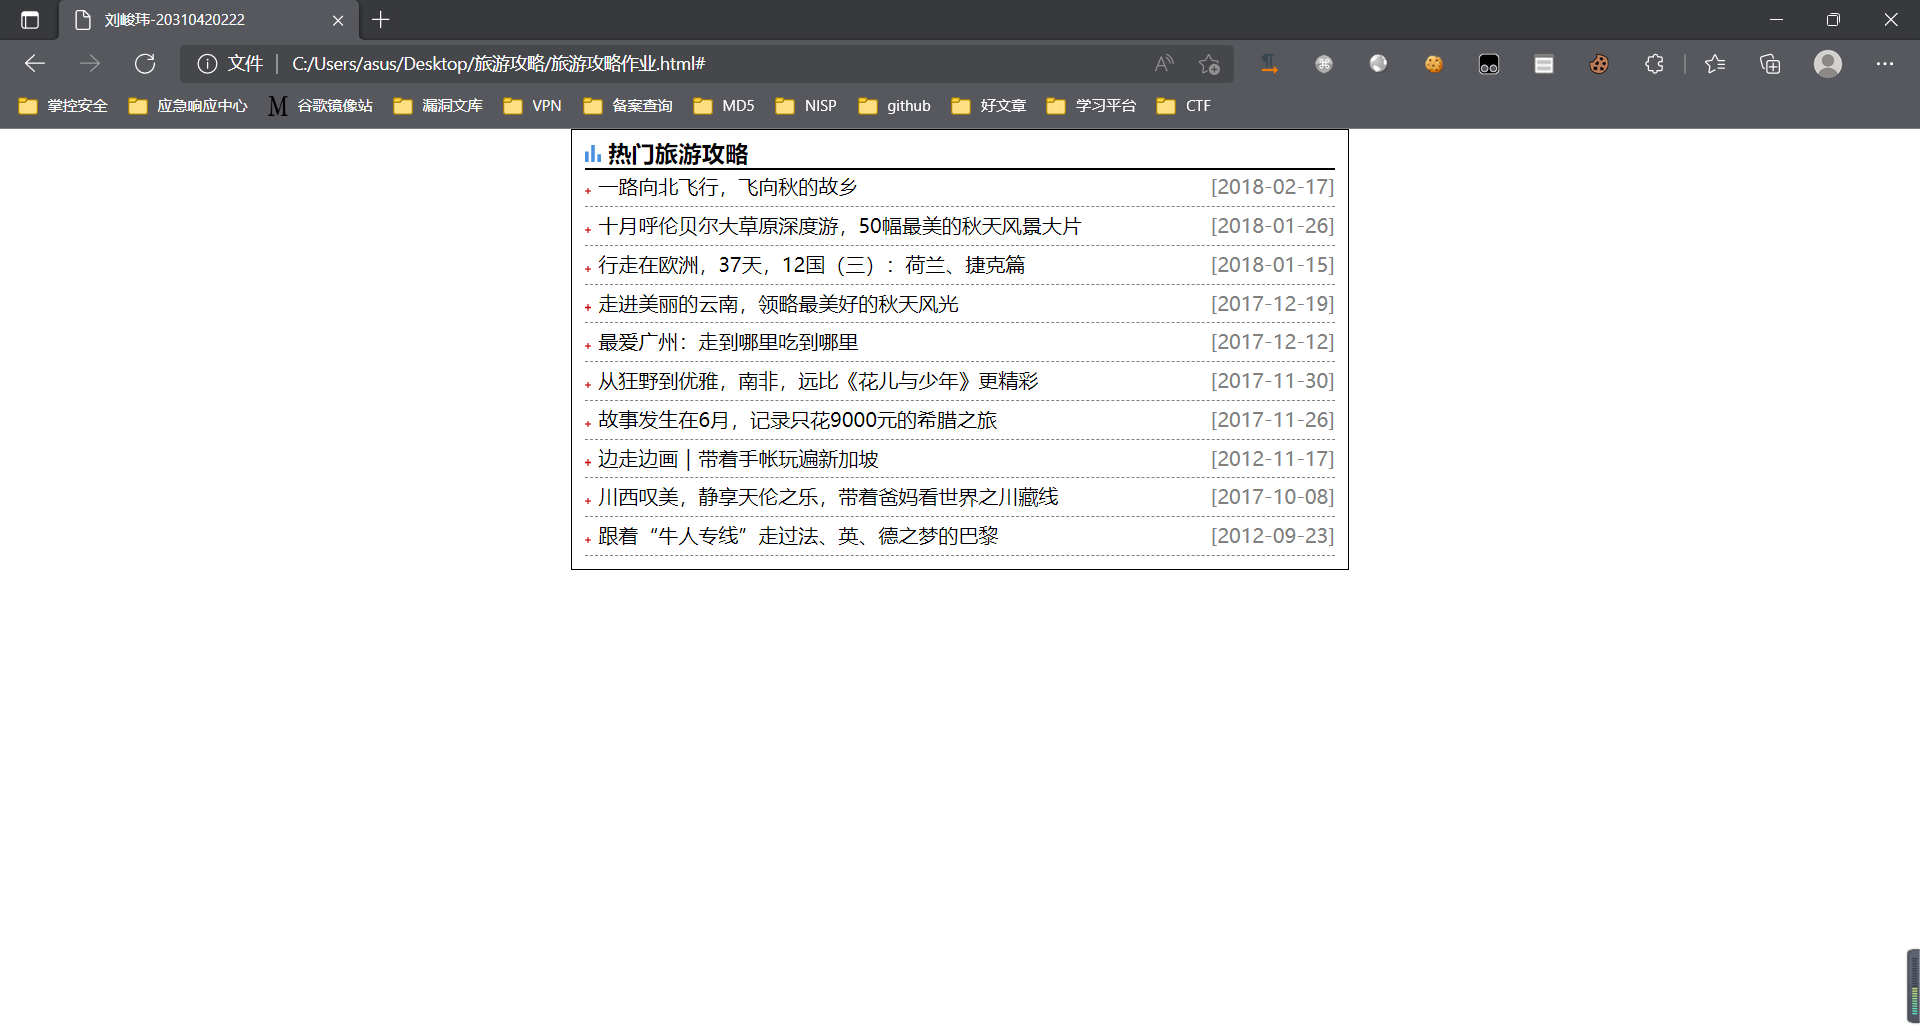 刘峻玮-20310420222
文件 C:/Users/asus/Desktop/旅游攻略/旅游攻略作业.html#
掌控安全 应急响应中心 M 谷歌镜像站 漏洞文库 VPN 备案查询 MD5 NISP github 好文章 学习平台 CTF
热门旅游攻略
一路向北飞行，飞向秋的故乡 [2018-02-17]
十月呼伦贝尔大草原深度游，50幅最美的秋天风景大片 [2018-01-26]
行走在欧洲，37天，12国（三）：荷兰、捷克篇 [2018-01-15]
走进美丽的云南，领略最美好的秋天风光 [2017-12-19]
最爱广州：走到哪里吃到哪里 [2017-12-12]
从狂野到优雅，南非，远比《花儿与少年》更精彩 [2017-11-30]
故事发生在6月，记录只花9000元的希腊之旅 [2017-11-26]
边走边画 | 带着手帐玩遍新加坡 [2012-11-17]
川西叹美，静享天伦之乐，带着爸妈看世界之川藏线 [2017-10-08]
跟着“牛人专线”走过法、英、德之梦的巴黎 [2012-09-23]